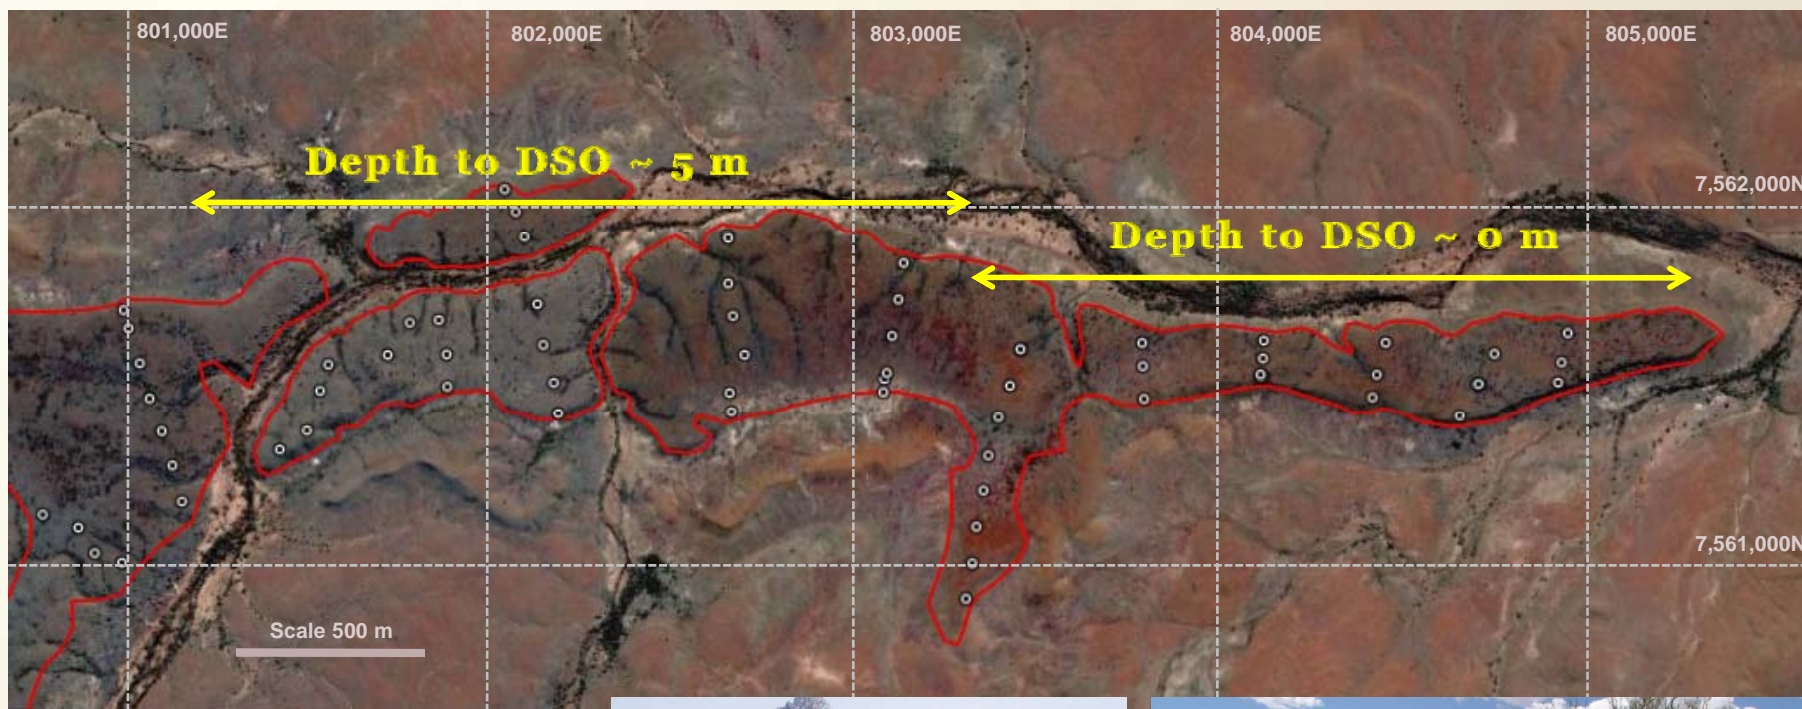 801,000E
802,000E
803,000E
804,000E
805,000E
Depth to DSO ~ 5 m
7,562,000N
Depth to DSO ~ 0 m
7,561,000N
Scale 500 m